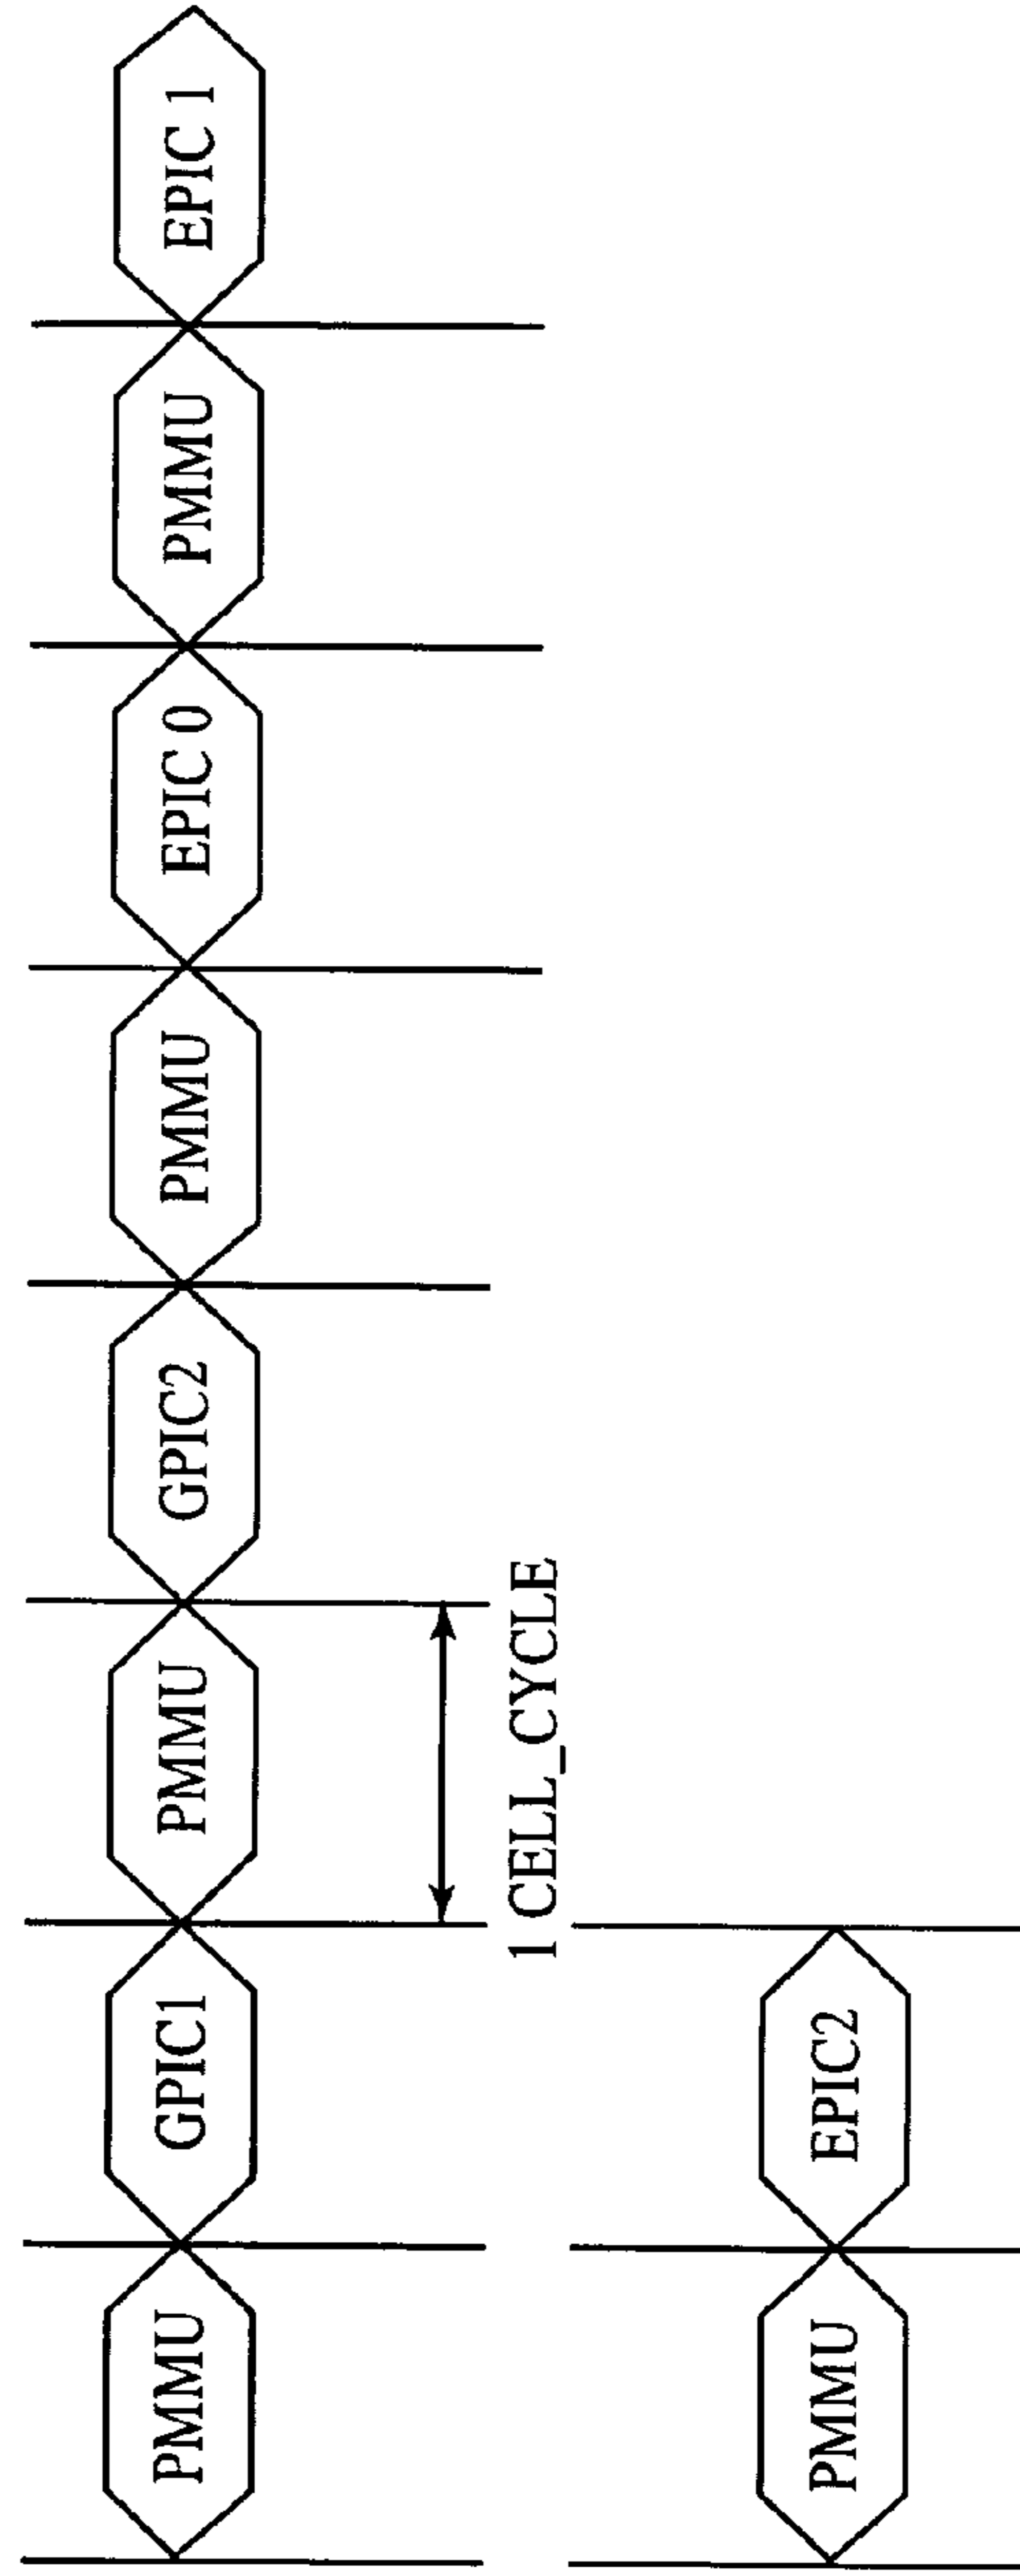 PMMU GPIC1 PMMU GPIC2 PMMU EPIC 0 PMMU EPIC 1
1 CELL_CYCLE
PMMU EPIC2